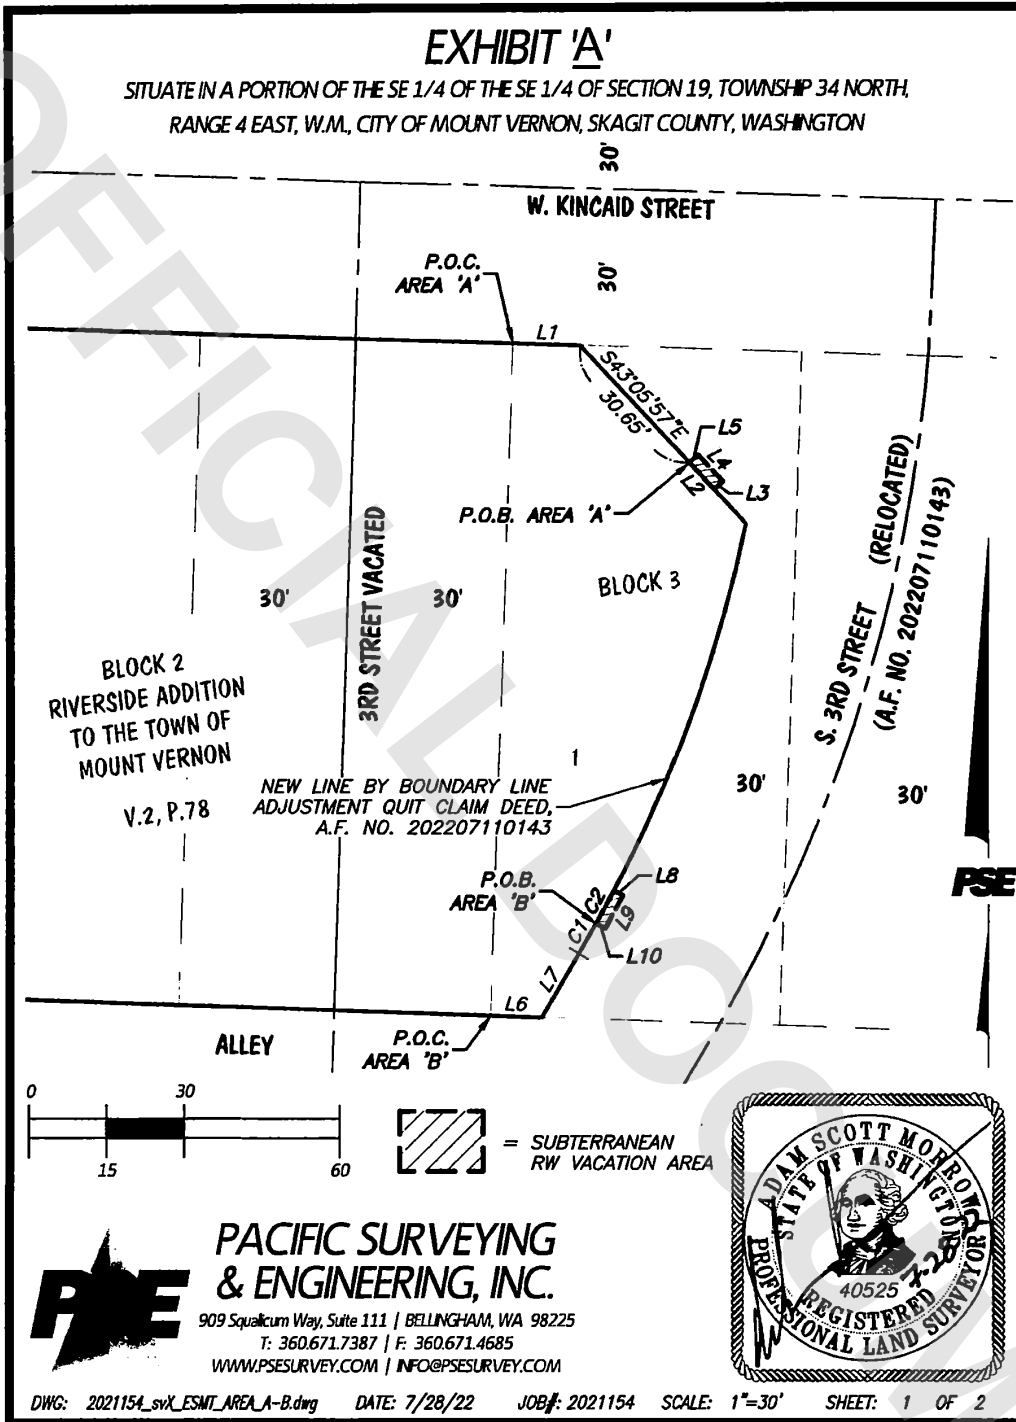 EXHIBIT 'A'
SITUATE IN A PORTION OF THE SE 1/4 OF THE SE 1/4 OF SECTION 19, TOWNSHIP 34 NORTH,
RANGE 4 EAST, W.M., CITY OF MOUNT VERNON, SKAGIT COUNTY, WASHINGTON
30'
W. KINCAID STREET
30'
P.O.C.
AREA 'A'
L1
S43°05'57"E
30.65'
L5
L4
L3
L2
P.O.B. AREA 'A'
BLOCK 3
30'
30'
3RD STREET VACATED
S. 3RD STREET (RELOCATED)
(A.F. NO. 202207110143)
BLOCK 2
RIVERSIDE ADDITION
TO THE TOWN OF
MOUNT VERNON
V.2, P.78
1
NEW LINE BY BOUNDARY LINE
ADJUSTMENT QUIT CLAIM DEED,
A.F. NO. 202207110143
30'
30'
PSE
P.O.B.
AREA 'B'
L8
C2
L9
C1
L10
L7
L6
ALLEY
P.O.C.
AREA 'B'
0 30
15 60
= SUBTERRANEAN
RW VACATION AREA
ADAM SCOTT MORROW
STATE OF WASHINGTON
40525
REGISTERED
PROFESSIONAL LAND SURVEYOR
PSE
PACIFIC SURVEYING
& ENGINEERING, INC.
909 Squalicum Way, Suite 111 | BELLINGHAM, WA 98225
T: 360.671.7387 | F: 360.671.4685
WWW.PSESURVEY.COM | INFO@PSESURVEY.COM
DWG: 2021154_svX_ESMT_AREA_A-B.dwg DATE: 7/28/22 JOB#: 2021154 SCALE: 1"=30' SHEET: 1 OF 2